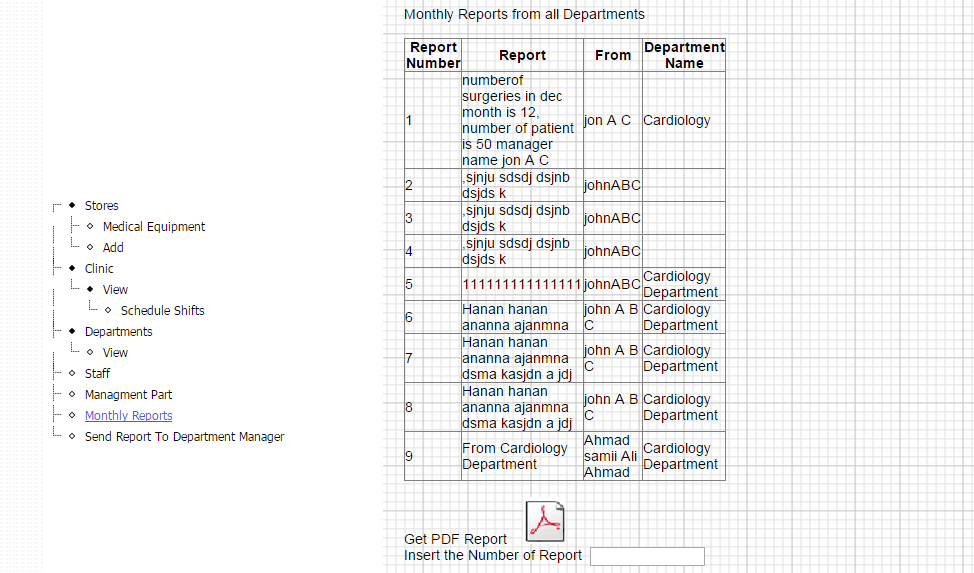 Stores
Medical Equipment
Add
Clinic
View
Schedule Shifts
Departments
View
Staff
Managment Part
Monthly Reports
Send Report To Department Manager
Monthly Reports from all Departments
Report Number Report From Department Name
1 numberof surgeries in dec month is 12, number of patient is 50 manager name jon A C jon A C Cardiology
2 ,sjnju sdsdj dsjnb dsjds k johnABC
3 ,sjnju sdsdj dsjnb dsjds k johnABC
4 ,sjnju sdsdj dsjnb dsjds k johnABC
5 111111111111111 johnABC Cardiology Department
6 Hanan hanan ananna ajanmna john A B C Cardiology Department
7 Hanan hanan ananna ajanmna dsma kasjdn a jdj john A B C Cardiology Department
8 Hanan hanan ananna ajanmna dsma kasjdn a jdj john A B C Cardiology Department
9 From Cardiology Department Ahmad samii Ali Ahmad Cardiology Department
Get PDF Report
Insert the Number of Report